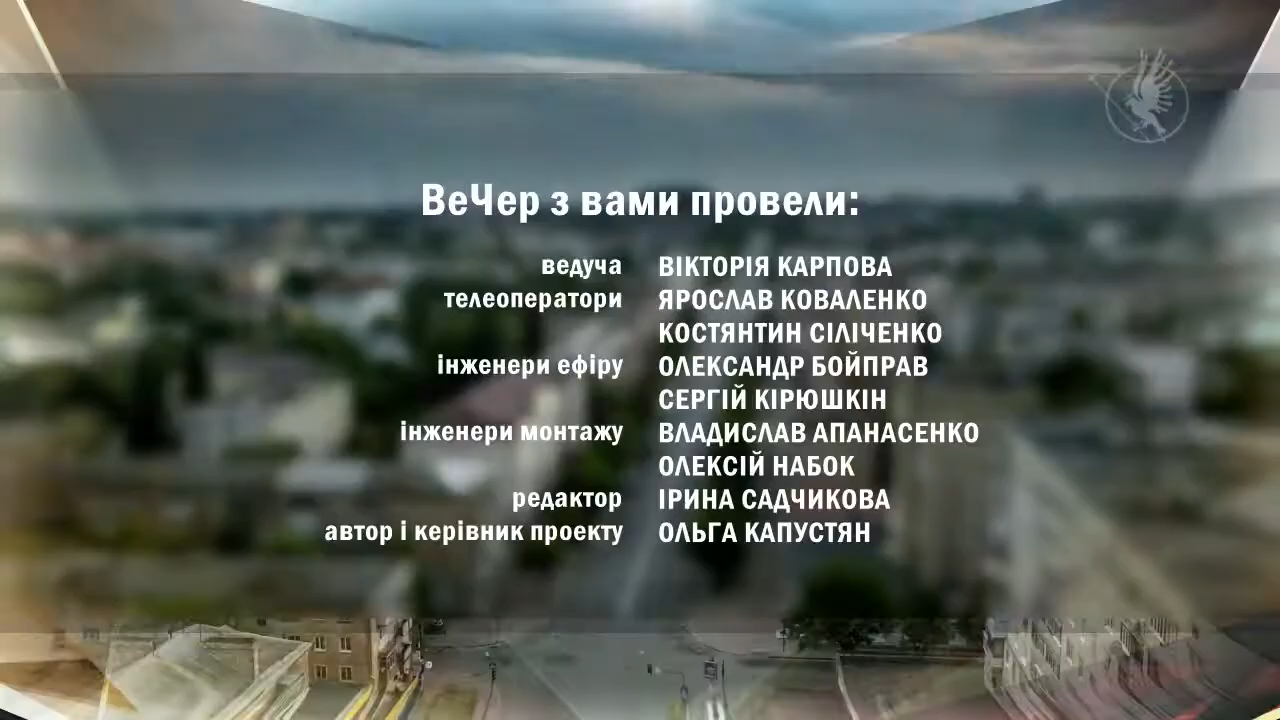 ВеЧер з вами провели:
ведуча ВІКТОРІЯ КАРПОВА
телеоператори ЯРОСЛАВ КОВАЛЕНКО
КОСТЯНТИН СІЛІЧЕНКО
інженери ефіру ОЛЕКСАНДР БОЙПРАВ
СЕРГІЙ КІРЮШКІН
інженери монтажу ВЛАДИСЛАВ АПАНАСЕНКО
ОЛЕКСІЙ НАБОК
редактор ІРИНА САДЧИКОВА
автор і керівник проекту ОЛЬГА КАПУСТЯН